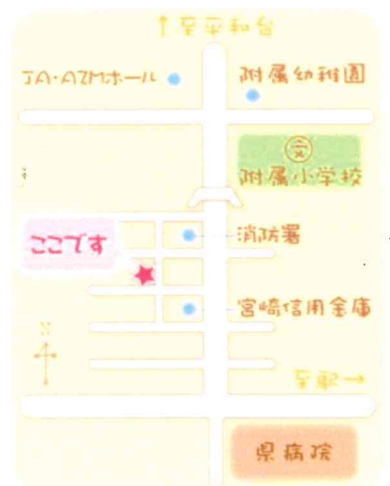 ↑至平和台
JA・AZMホール
附属幼稚園
文
附属小学校
ここです
消防署
宮崎信用金庫
N
至駅→
県病院